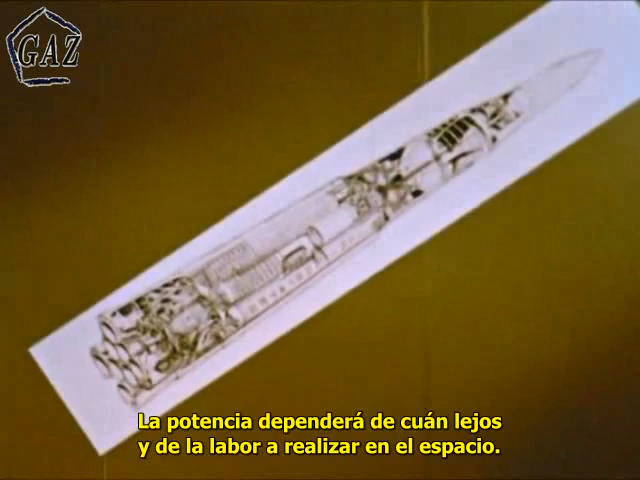 GAZ
La potencia dependerá de cuán lejos
y de la labor a realizar en el espacio.